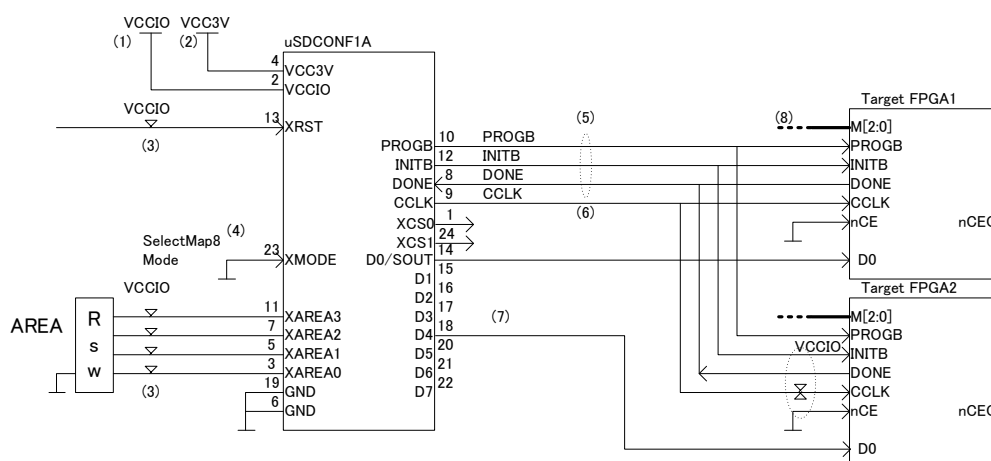 VCCIO VCC3V
(1) (2)
uSDCONF1A
4 VCC3V
2 VCCIO
VCCIO
13 XRST
(3)
PROGB 10 PROGB
INITB 12 INITB
DONE 8 DONE
CCLK 9 CCLK
(5)
(6)
XCS0 1
XCS1 24
D0/SOUT 14
D1 15
D2 16
D3 17
D4 18
D5 20
D6 21
D7 22
(7)
SelectMap8 (4)
Mode
23 XMODE
VCCIO
AREA
R
s
w
11 XAREA3
7 XAREA2
5 XAREA1
3 XAREA0
(3)
19 GND
6 GND
Target FPGA1
(8)
M[2:0]
PROGB
INITB
DONE
CCLK
nCE nCEO
D0
Target FPGA2
M[2:0]
PROGB
VCCIO
INITB
DONE
CCLK
nCE nCEO
D0